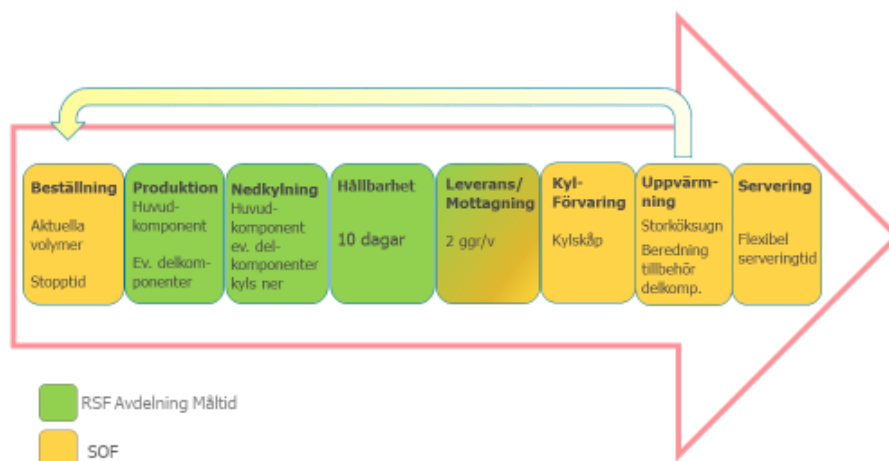 Beställning
Aktuella
volymer
Stopptid
Produktion
Huvud-
komponent
Ev. delkom-
ponenter
Nedkylning
Huvud-
komponent
ev. del-
komponenter
kyls ner
Hållbarhet
10 dagar
Leverans/
Mottagning
2 ggr/v
Kyl-
Förvaring
Kylskåp
Uppvärm-
ning
Storköksugn
Beredning
tillbehör
delkomp.
Servering
Flexibel
serveringtid
RSF Avdelning Måltid
SOF